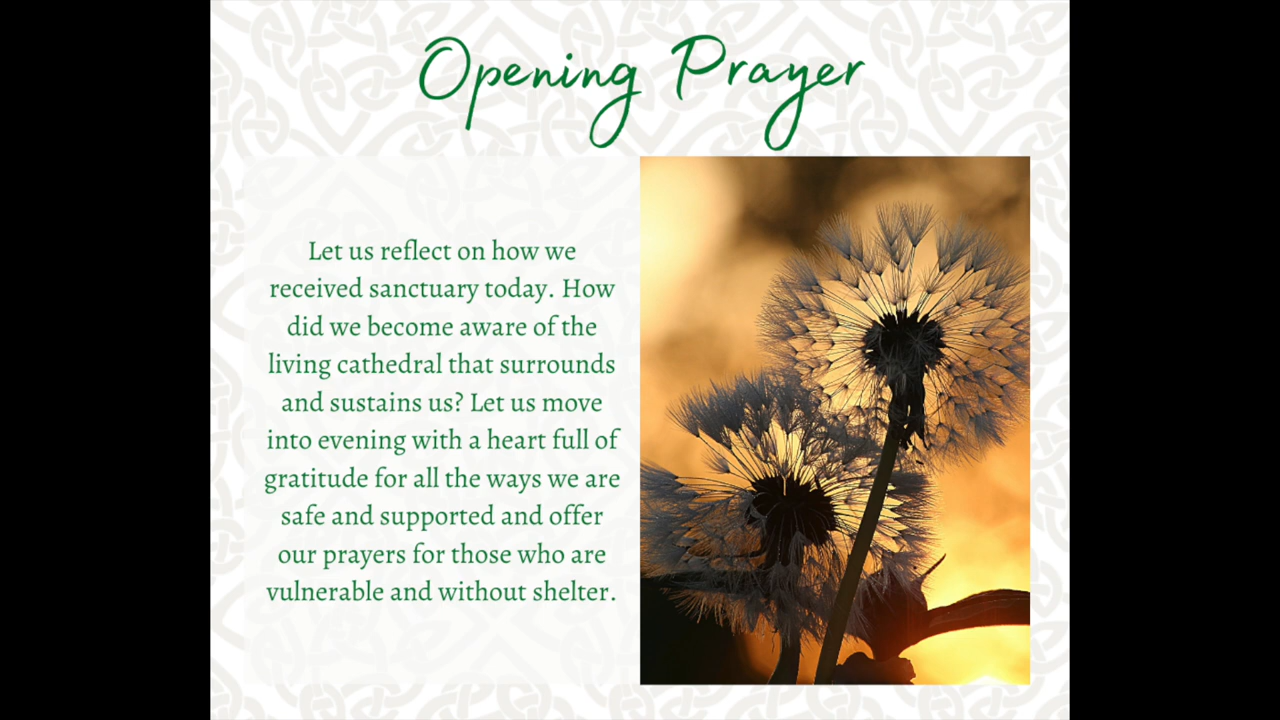 Opening Prayer
Let us reflect on how we
received sanctuary today. How
did we become aware of the
living cathedral that surrounds
and sustains us? Let us move
into evening with a heart full of
gratitude for all the ways we are
safe and supported and offer
our prayers for those who are
vulnerable and without shelter.